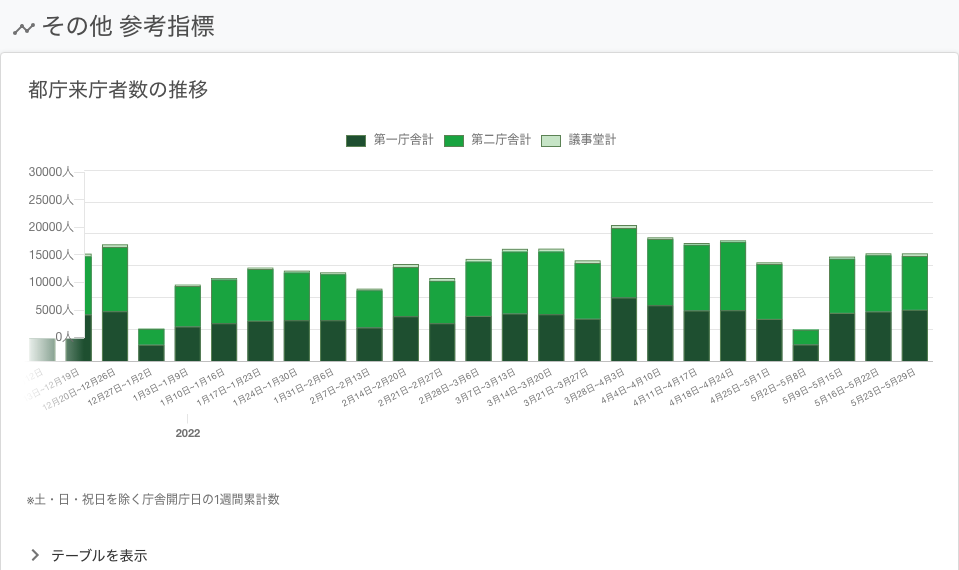 その他 参考指標
都庁来庁者数の推移
第一庁舎計 第二庁舎計 議事堂計
30000人
25000人
20000人
15000人
10000人
5000人
0人
12月20日~12月26日
12月27日~1月2日
1月3日~1月9日
1月10日~1月16日
1月17日~1月23日
1月24日~1月30日
1月31日~2月6日
2月7日~2月13日
2月14日~2月20日
2月21日~2月27日
2月28日~3月6日
3月7日~3月13日
3月14日~3月20日
3月21日~3月27日
3月28日~4月3日
4月4日~4月10日
4月11日~4月17日
4月18日~4月24日
4月25日~5月1日
5月2日~5月8日
5月9日~5月15日
5月16日~5月22日
5月23日~5月29日
2022
※土・日・祝日を除く庁舎開庁日の1週間累計数
テーブルを表示